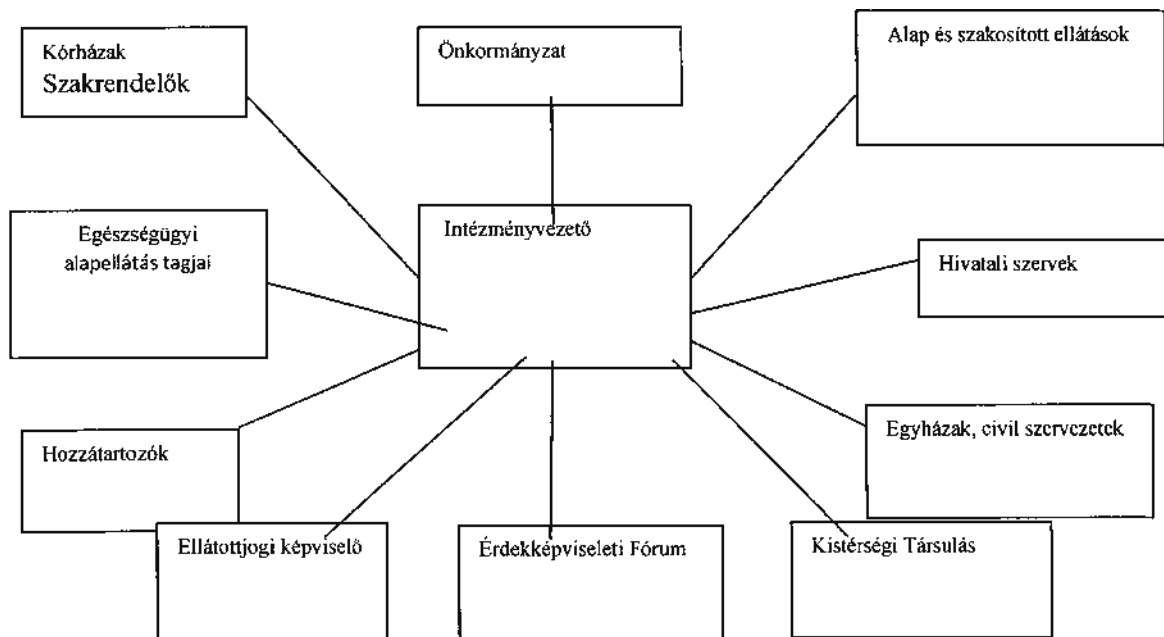 Kórházak
Szakrendelők
Önkormányzat
Alap és szakosított ellátások
Egészségügyi
alapellátás tagjai
Intézményvezető
Hivatali szervek
Hozzátartozók
Egyházak, civil szervezetek
Ellátottjogi képviselő
Érdekképviseleti Fórum
Kistérségi Társulás